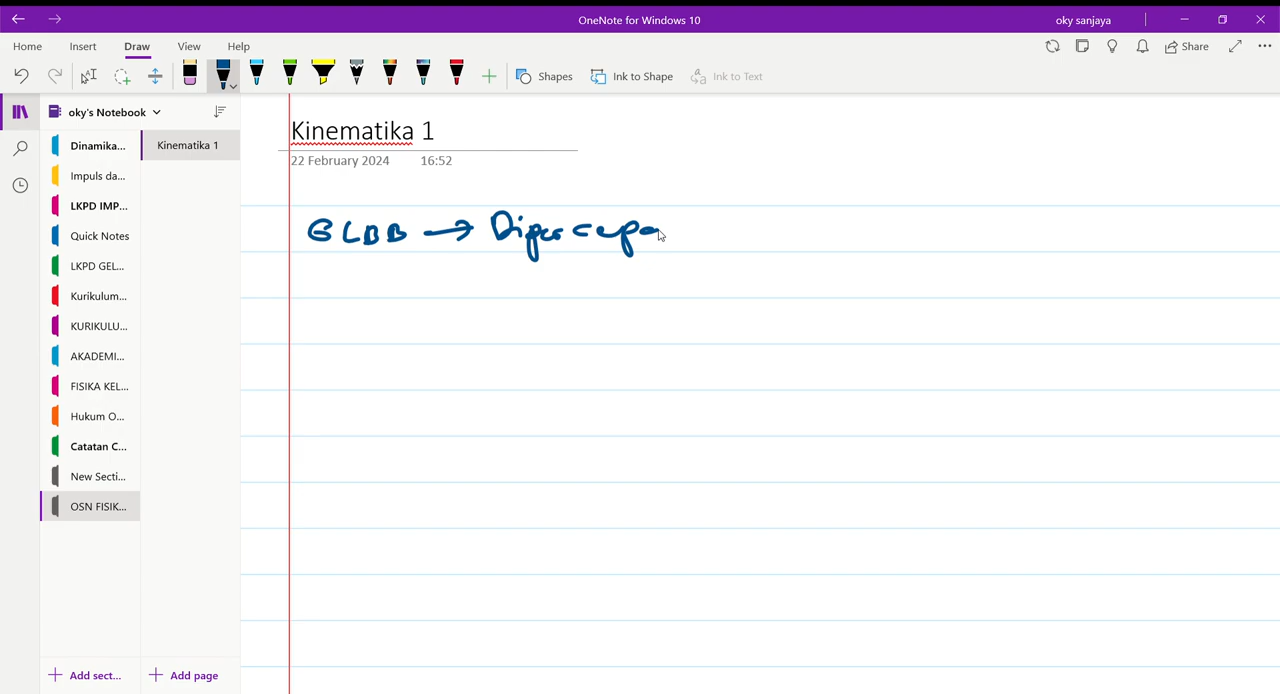 OneNote for Windows 10
oky sanjaya
Home Insert Draw View Help
Share
Shapes
Ink to Shape
Ink to Text
oky's Notebook
Dinamika...
Impuls da...
LKPD IMP...
Quick Notes
LKPD GEL...
Kurikulum...
KURIKULU...
AKADEMI...
FISIKA KEL...
Hukum O...
Catatan C...
New Secti...
OSN FISIK...
Add sect...
Kinematika 1
Add page
Kinematika 1
22 February 2024 16:52
GLBB → Dipercepa